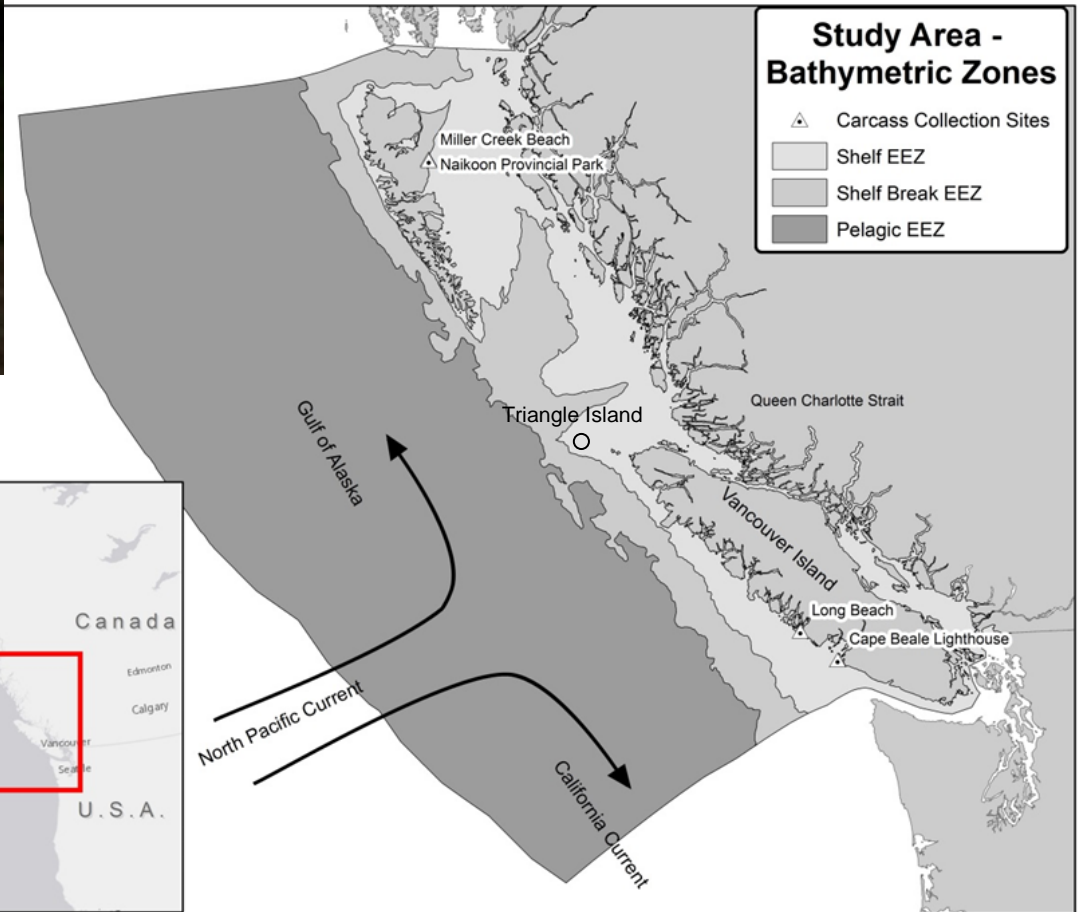 Study Area -
Bathymetric Zones
Carcass Collection Sites
Shelf EEZ
Shelf Break EEZ
Pelagic EEZ
Miller Creek Beach
Naikoon Provincial Park
Queen Charlotte Strait
Triangle Island
Gulf of Alaska
Vancouver Island
Long Beach
Cape Beale Lighthouse
North Pacific Current
California Current
Canada
Edmonton
Calgary
Vancouver
Seattle
U.S.A.